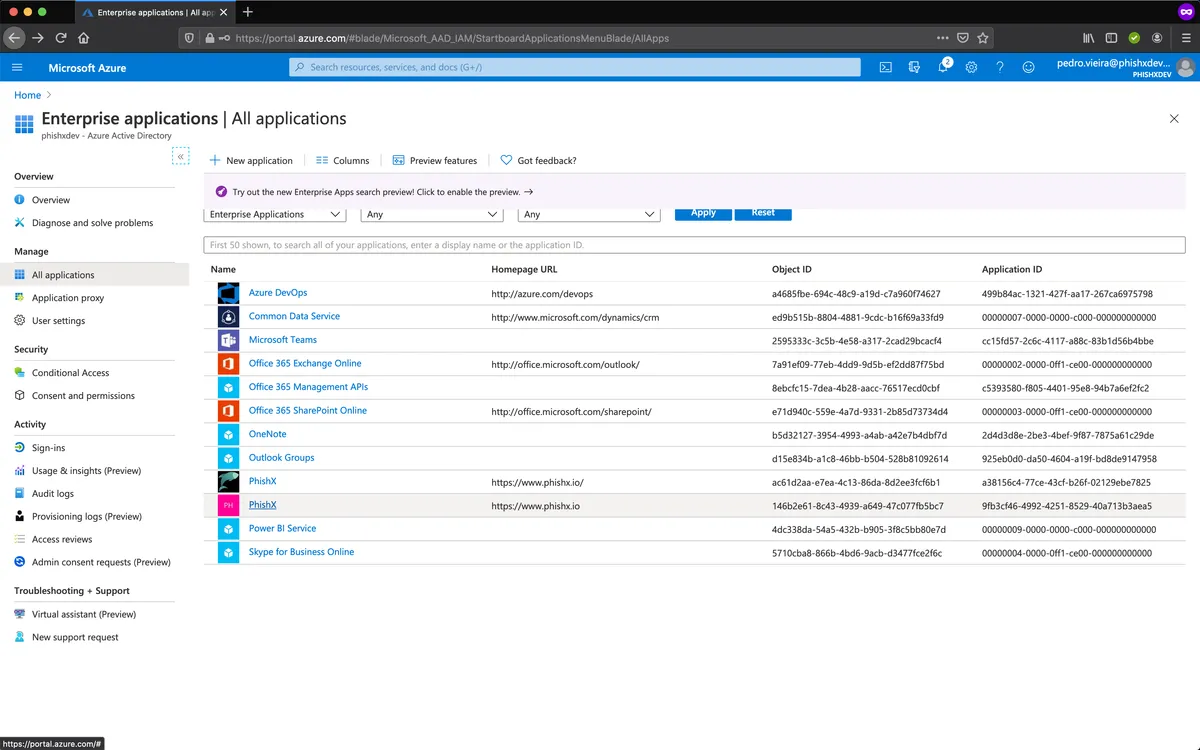 Enterprise applications | All app
https://portal.azure.com/#blade/Microsoft_AAD_IAM/StartboardApplicationsMenuBlade/AllApps
Microsoft Azure
Search resources, services, and docs (G+/)
2
pedro.vieira@phishxdev...
PHISHXDEV
Home
Enterprise applications | All applications
phishxdev - Azure Active Directory
New application
Columns
Preview features
Got feedback?
Overview
Overview
Diagnose and solve problems
Manage
All applications
Application proxy
User settings
Security
Conditional Access
Consent and permissions
Activity
Sign-ins
Usage & insights (Preview)
Audit logs
Provisioning logs (Preview)
Access reviews
Admin consent requests (Preview)
Troubleshooting + Support
Virtual assistant (Preview)
New support request
Try out the new Enterprise Apps search preview! Click to enable the preview. →
Enterprise Applications Any Any Apply Reset
First 50 shown, to search all of your applications, enter a display name or the application ID.
Name Homepage URL Object ID Application ID
Azure DevOps http://azure.com/devops a4685fbe-694c-48c9-a19d-c7a960f74627 499b84ac-1321-427f-aa17-267ca6975798
Common Data Service http://www.microsoft.com/dynamics/crm ed9b515b-8804-4881-9cdc-b16f69a33fd9 00000007-0000-0000-c000-000000000000
Microsoft Teams 2595333c-3c5b-4e58-a317-2cad29bcacf4 cc15fd57-2c6c-4117-a88c-83b1d56b4bbe
Office 365 Exchange Online http://office.microsoft.com/outlook/ 7a91ef09-77eb-4dd9-9d5b-ef2dd87f75bd 00000002-0000-0ff1-ce00-000000000000
Office 365 Management APIs 8ebcfc15-7dea-4b28-aacc-76517ecd0cbf c5393580-f805-4401-95e8-94b7a6ef2fc2
Office 365 SharePoint Online http://office.microsoft.com/sharepoint/ e71d940c-559e-4a7d-9331-2b85d73734d4 00000003-0000-0ff1-ce00-000000000000
OneNote b5d32127-3954-4993-a4ab-a42e7b4dbf7d 2d4d3d8e-2be3-4bef-9f87-7875a61c29de
Outlook Groups d15e834b-a1c8-46bb-b504-528b81092614 925eb0d0-da50-4604-a19f-bd8de9147958
PhishX https://www.phishx.io/ ac61d2aa-e7ea-4c13-86da-8d2ee3fcf6b1 a38156c4-77ce-43cf-b26f-02129ebe7825
PH PhishX https://www.phishx.io 146b2e61-8c43-4939-a649-47c077fb5bc7 9fb3cf46-4992-4251-8529-40a713b3aea5
Power BI Service 4dc338da-54a5-432b-b905-3f8c5bb80e7d 00000009-0000-0000-c000-000000000000
Skype for Business Online 5710cba8-866b-4bd6-9acb-d3477fce2f6c 00000004-0000-0ff1-ce00-000000000000
https://portal.azure.com/#